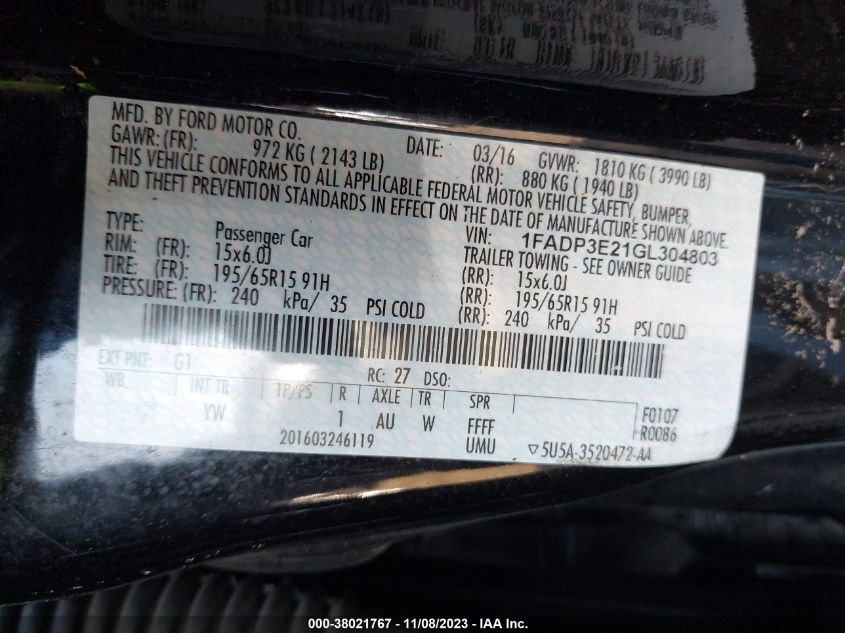 MFD. BY FORD MOTOR CO.
DATE: 03/16 GVWR: 1810 KG ( 3990 LB)
GAWR: (FR): 972 KG ( 2143 LB) (RR): 880 KG ( 1940 LB)
THIS VEHICLE CONFORMS TO ALL APPLICABLE FEDERAL MOTOR VEHICLE SAFETY, BUMPER,
AND THEFT PREVENTION STANDARDS IN EFFECT ON THE DATE OF MANUFACTURE SHOWN ABOVE.
VIN: 1FADP3E21GL304803
TYPE: Passenger Car TRAILER TOWING - SEE OWNER GUIDE
RIM: (FR): 15x6.0J (RR): 15x6.0J
TIRE: (FR): 195/65R15 91H (RR): 195/65R15 91H
PRESSURE: (FR): 240 kPa/ 35 PSI COLD (RR): 240 kPa/ 35 PSI COLD
EXT PNT: G1 RC: 27 DSO:
WB INT TR TP/PS R AXLE TR SPR
YW 1 AU W FFFF F0107
201603246119 UMU R0086
▽5U5A-3520472-AA
000-38021767 - 11/08/2023 - IAA Inc.